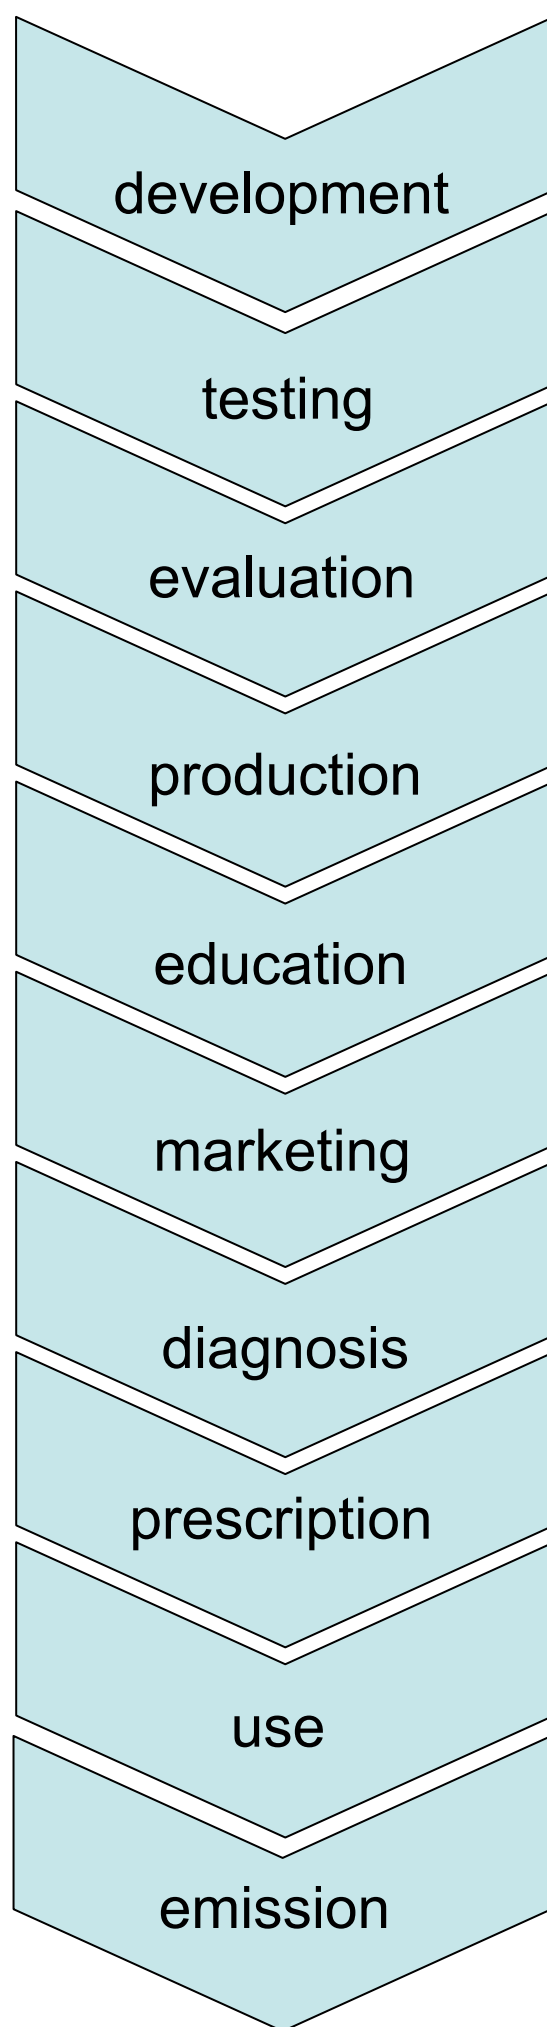 development
testing
evaluation
production
education
marketing
diagnosis
prescription
use
emission